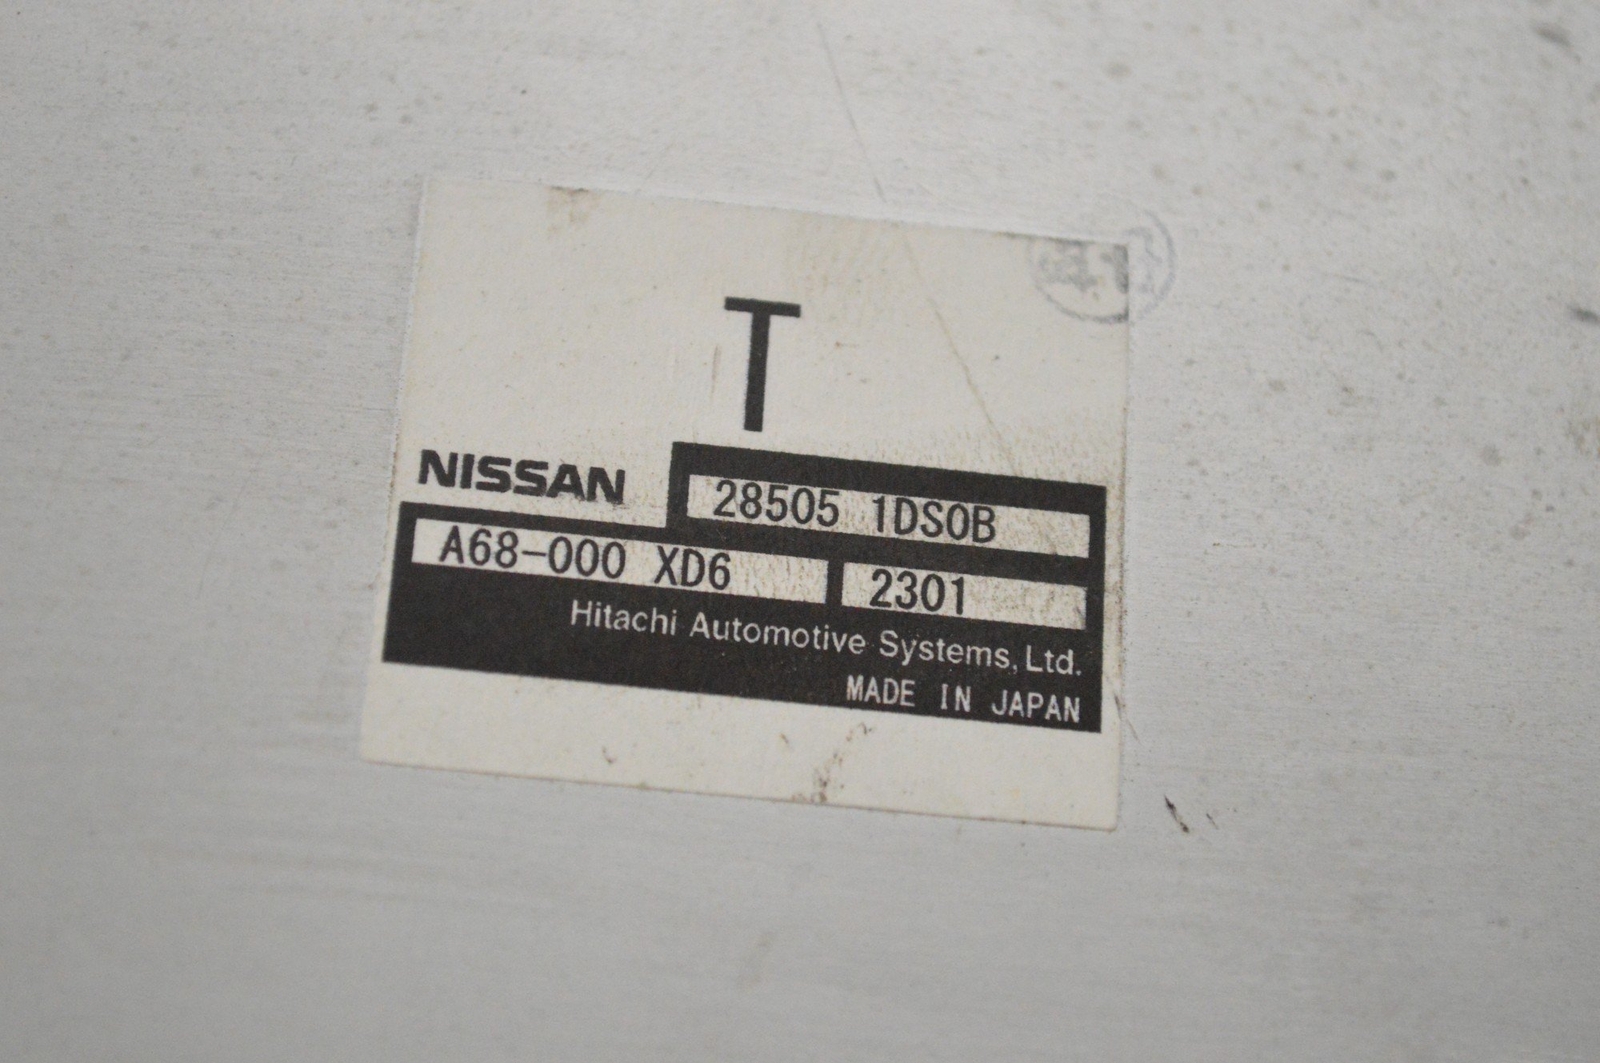 T
NISSAN 28505 1DS0B
A68-000 XD6 2301
Hitachi Automotive Systems, Ltd.
MADE IN JAPAN